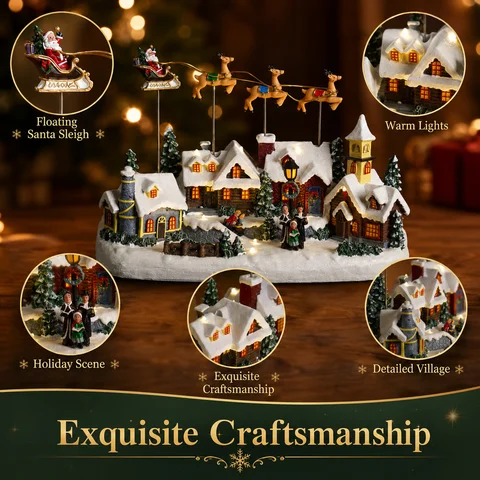 Floating
Santa Sleigh
Warm Lights
Holiday Scene
Exquisite
Craftsmanship
Detailed Village
Exquisite Craftsmanship